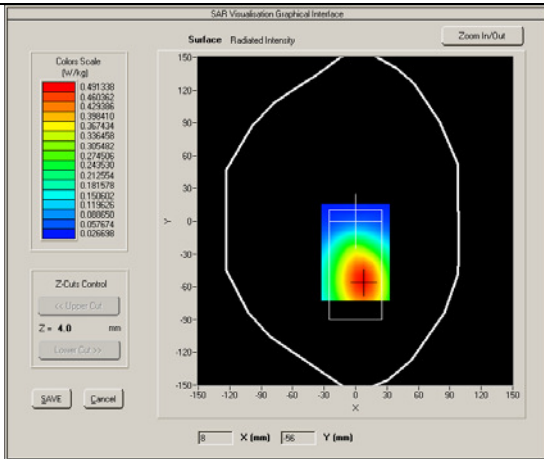 SAR Visualisation Graphical Interface
Surface Radiated Intensity
Zoom In/Out
Colors Scale
(W/kg)
0.491338
0.460362
0.429386
0.398410
0.367434
0.336458
0.305482
0.274506
0.243530
0.212554
0.181578
0.150602
0.119626
0.088650
0.057674
0.026698
Z-Cuts Control
<< Upper Cut
Z = 4.0 mm
Lower Cut >>
SAVE Cancel
150
120
90
60
30
0
-30
-60
-90
-120
-150
Y
-150 -120 -90 -60 -30 0 30 60 90 120 150
X
8 X (mm) -56 Y (mm)